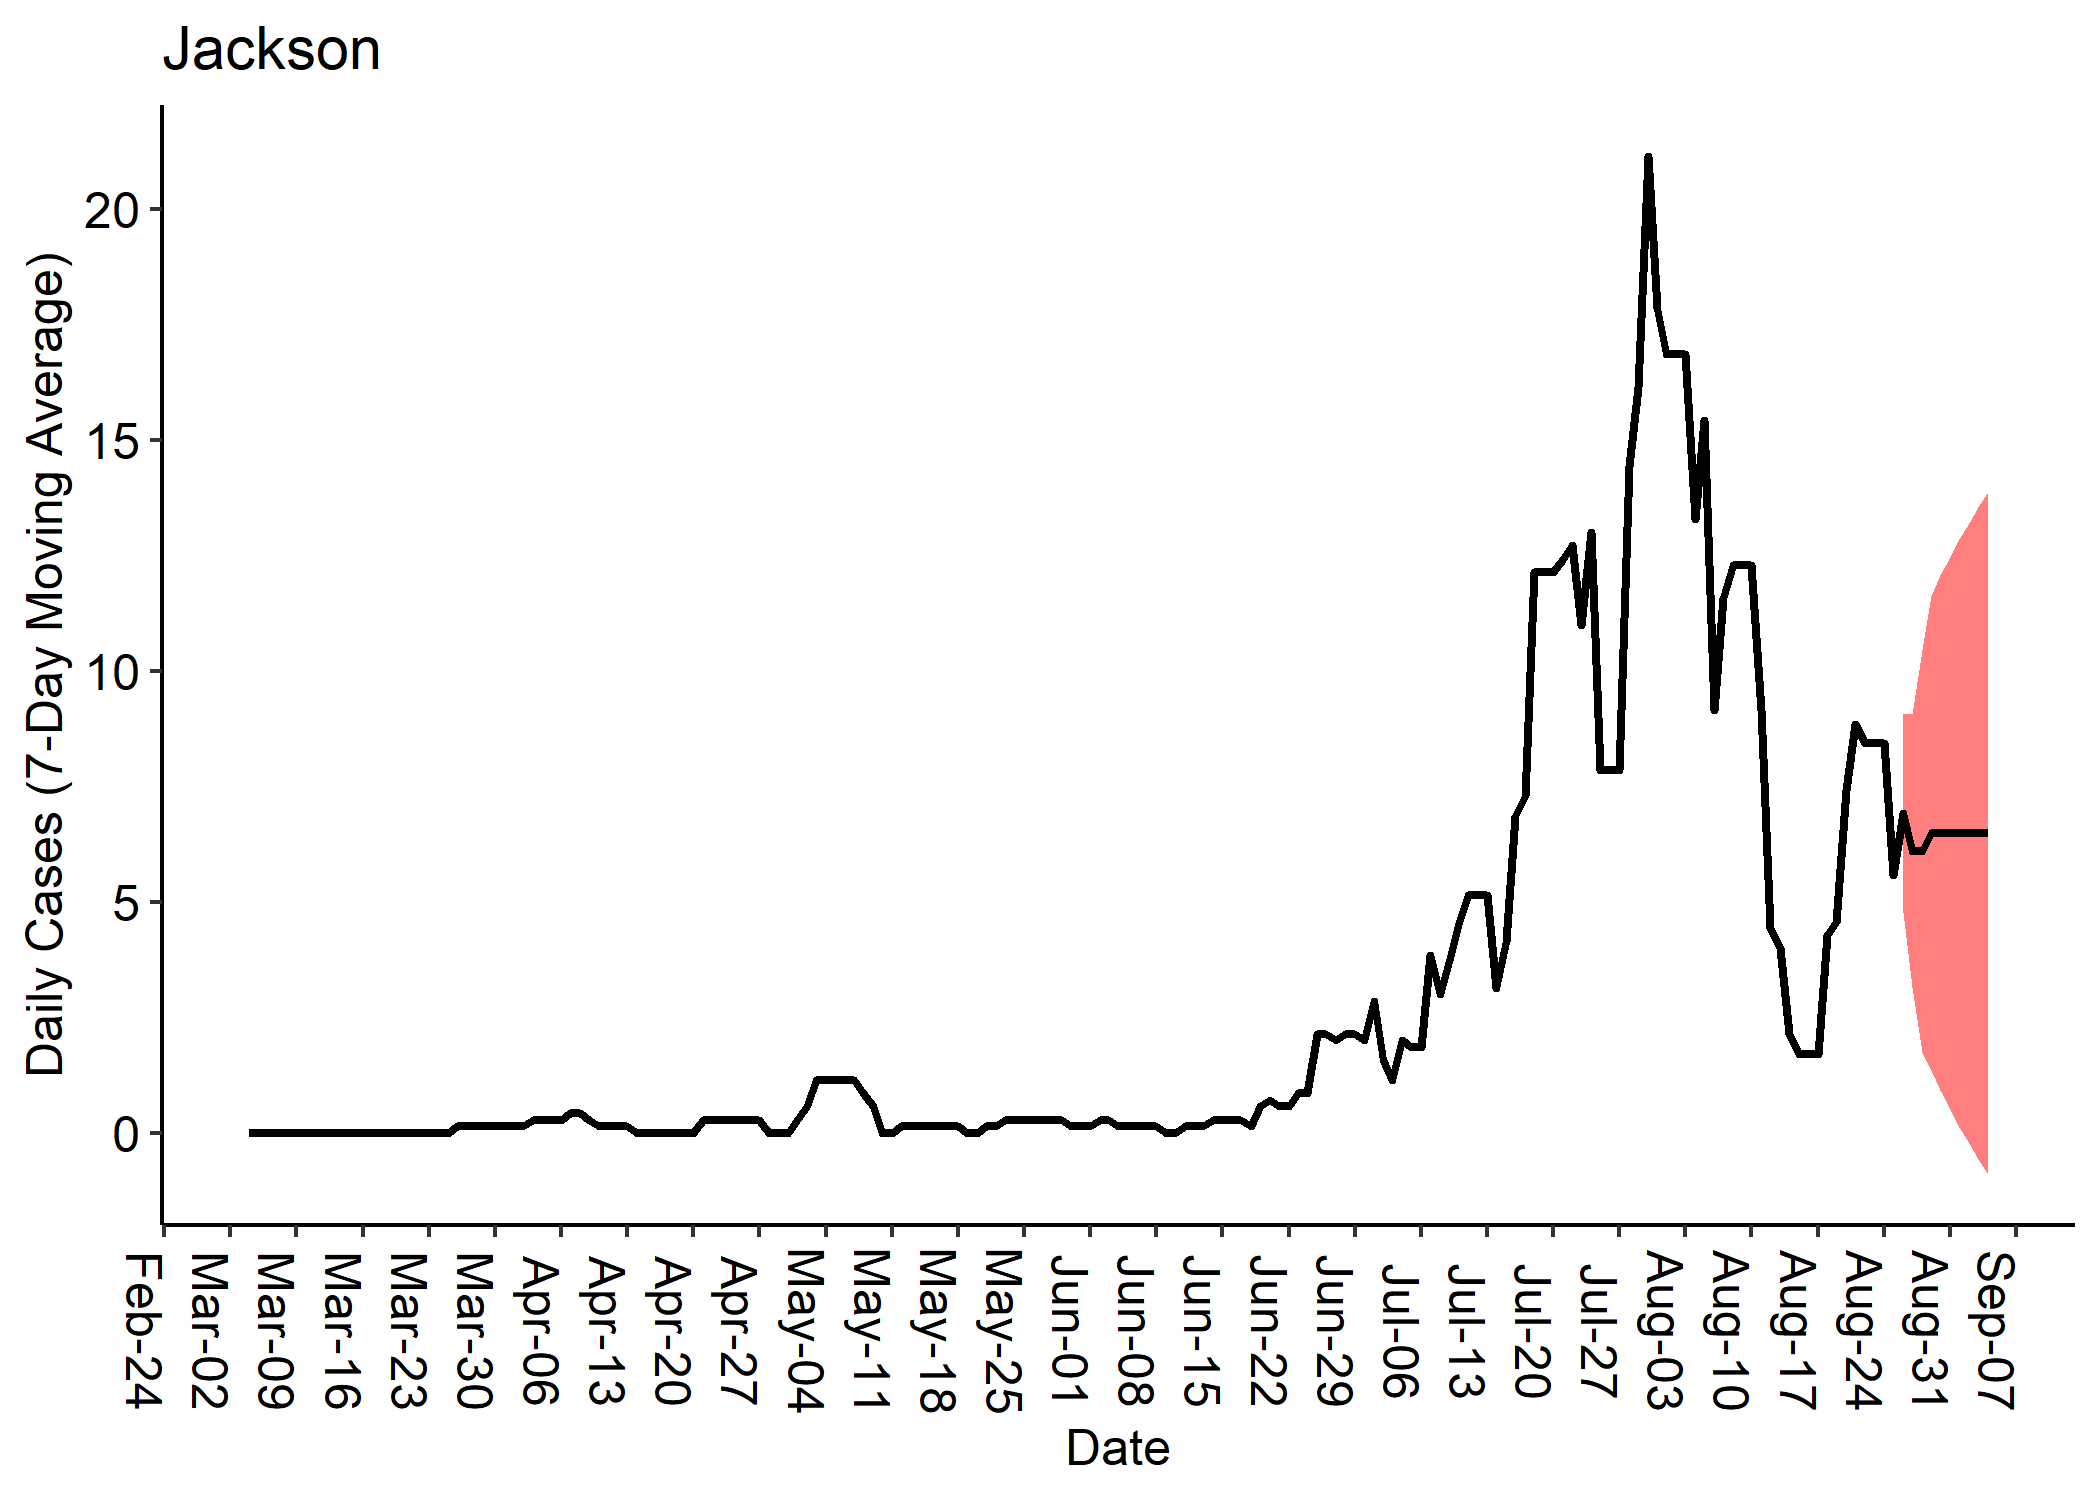 Jackson
Daily Cases (7-Day Moving Average)
20
15
10
5
0
Feb-24
Mar-02
Mar-09
Mar-16
Mar-23
Mar-30
Apr-06
Apr-13
Apr-20
Apr-27
May-04
May-11
May-18
May-25
Jun-01
Jun-08
Jun-15
Jun-22
Jun-29
Jul-06
Jul-13
Jul-20
Jul-27
Aug-03
Aug-10
Aug-17
Aug-24
Aug-31
Sep-07
Date